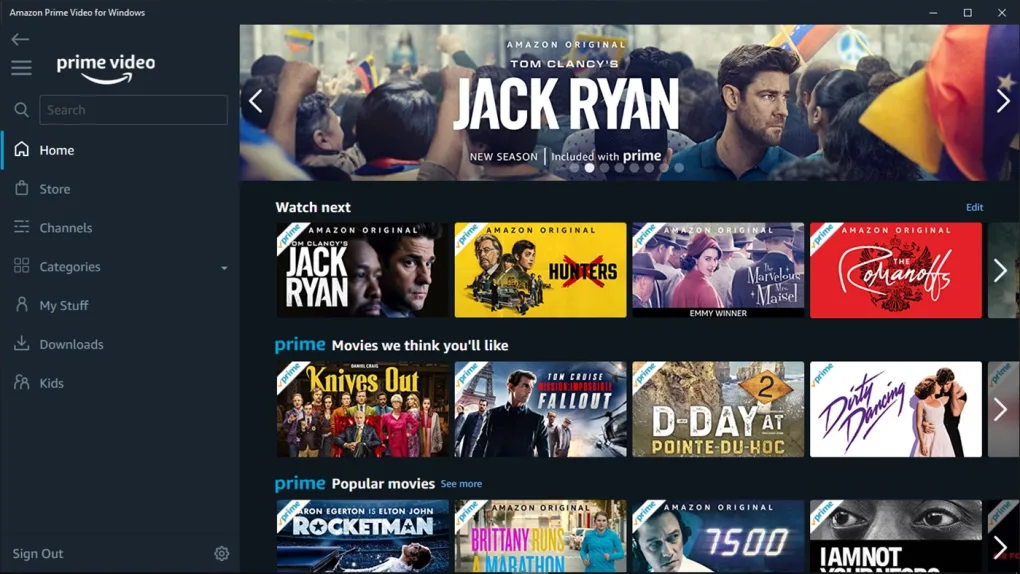 Amazon Prime Video for Windows
prime video
Search
Home
Store
Channels
Categories
My Stuff
Downloads
Kids
Sign Out
AMAZON ORIGINAL
TOM CLANCY'S
JACK RYAN
NEW SEASON | Included with prime
Watch next
Edit
prime
AMAZON ORIGINAL
TOM CLANCY'S
JACK
RYAN
prime
AMAZON ORIGINAL
HUNTERS
prime
AMAZON ORIGINAL
The
Marvelous
Mrs.
Maisel
EMMY WINNER
prime
AMAZON ORIGINAL
THE
Romanoffs
prime Movies we think you'll like
prime
DANIEL CRAIG
Knives Out
prime
TOM CRUISE
MISSION:IMPOSSIBLE
FALLOUT
prime
2
D-DAY AT
POINTE-DU-HOC
prime
Dirty
Dancing
prime
prime Popular movies See more
prime
TARON EGERTON IS ELTON JOHN
ROCKETMAN
prime
AMAZON ORIGINAL
BRITTANY RUNS
A MARATHON
prime
AMAZON ORIGINAL
7500
prime
I AM NOT
YOUR NEGRO
prime